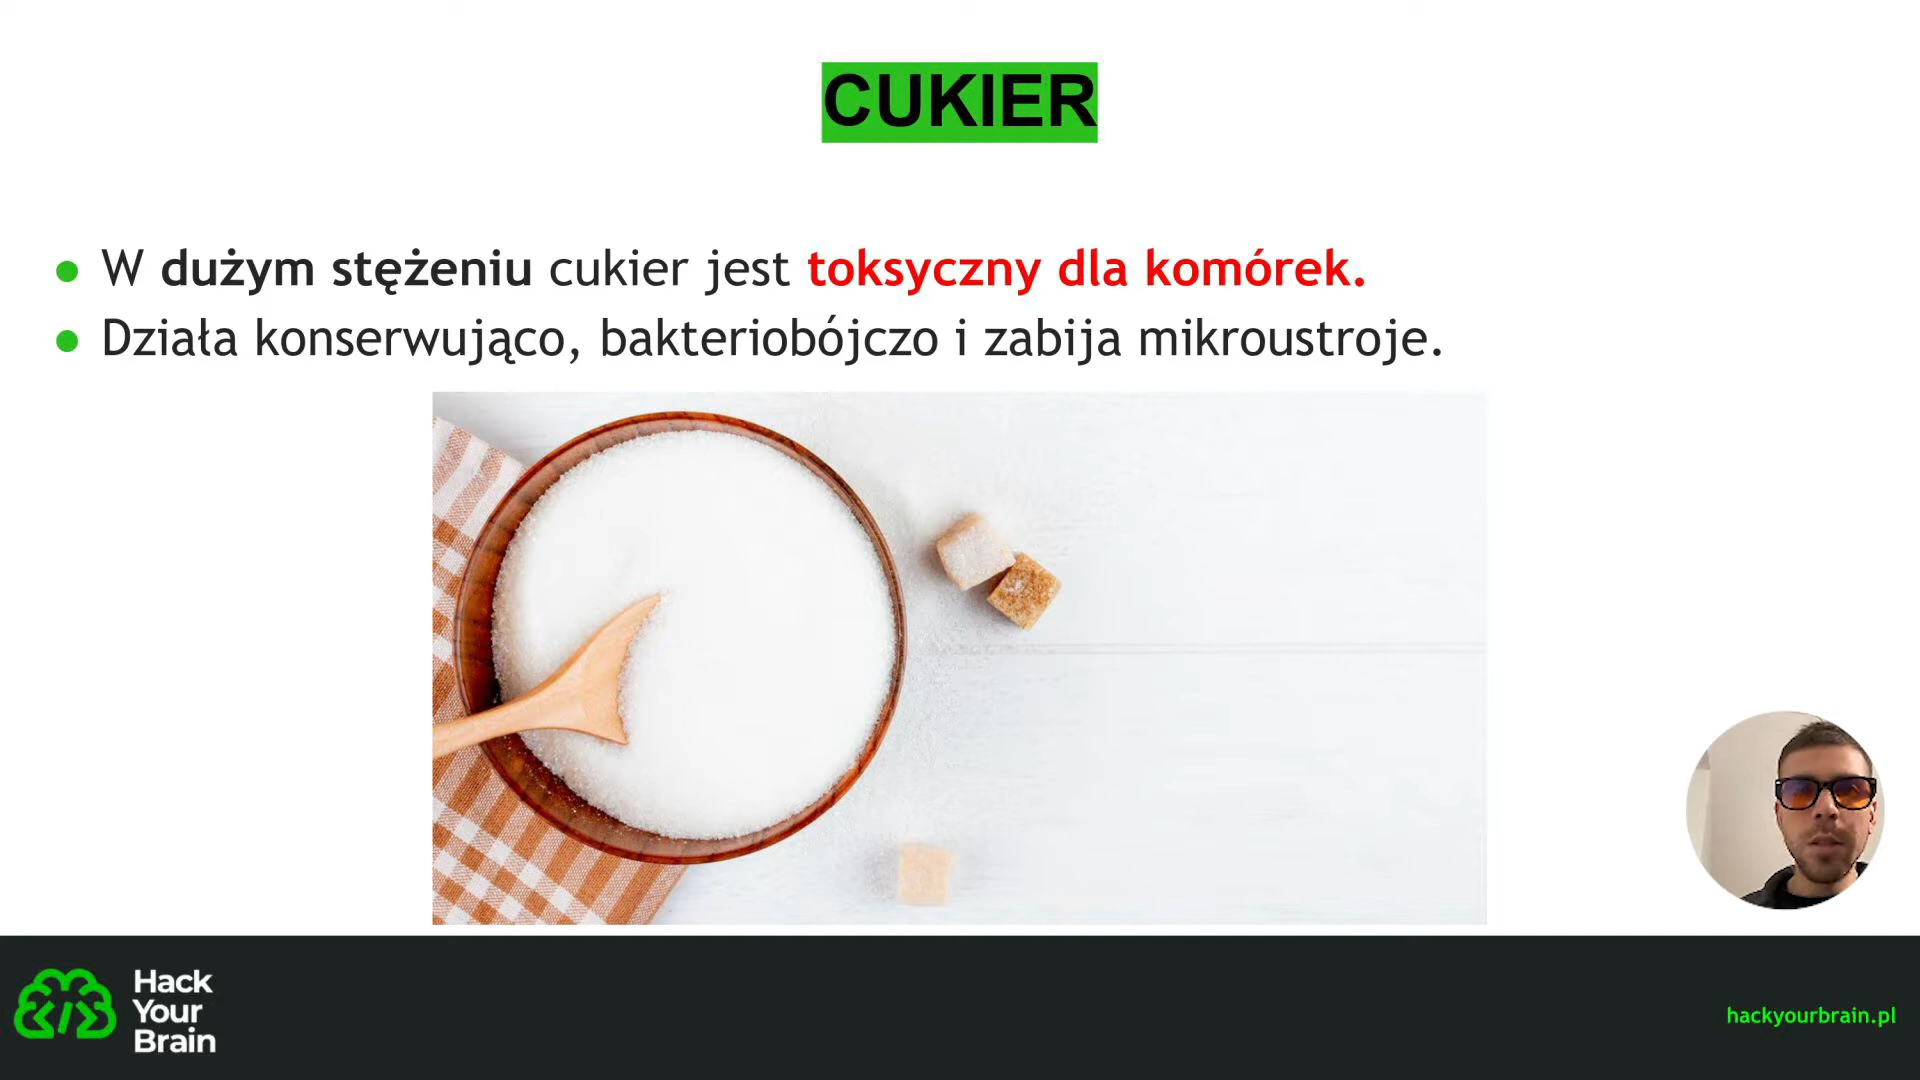 CUKIER
W dużym stężeniu cukier jest toksyczny dla komórek.
Działa konserwująco, bakteriobójczo i zabija mikroustroje.
Hack
Your
Brain
hackyourbrain.pl